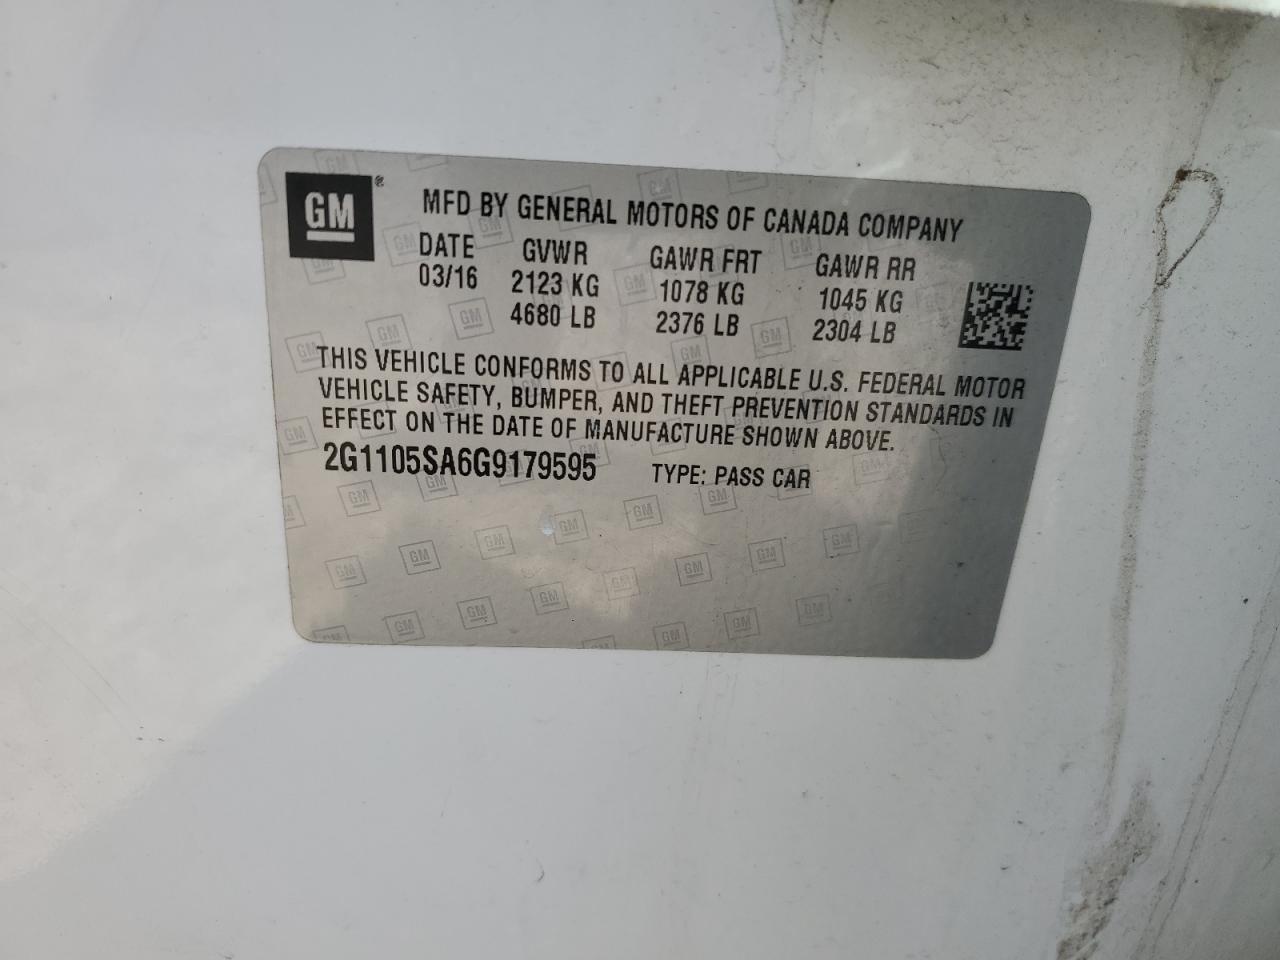 GM®
MFD BY GENERAL MOTORS OF CANADA COMPANY
DATE GVWR GAWR FRT GAWR RR
03/16 2123 KG 1078 KG 1045 KG
4680 LB 2376 LB 2304 LB
THIS VEHICLE CONFORMS TO ALL APPLICABLE U.S. FEDERAL MOTOR
VEHICLE SAFETY, BUMPER, AND THEFT PREVENTION STANDARDS IN
EFFECT ON THE DATE OF MANUFACTURE SHOWN ABOVE.
2G1105SA6G9179595 TYPE: PASS CAR